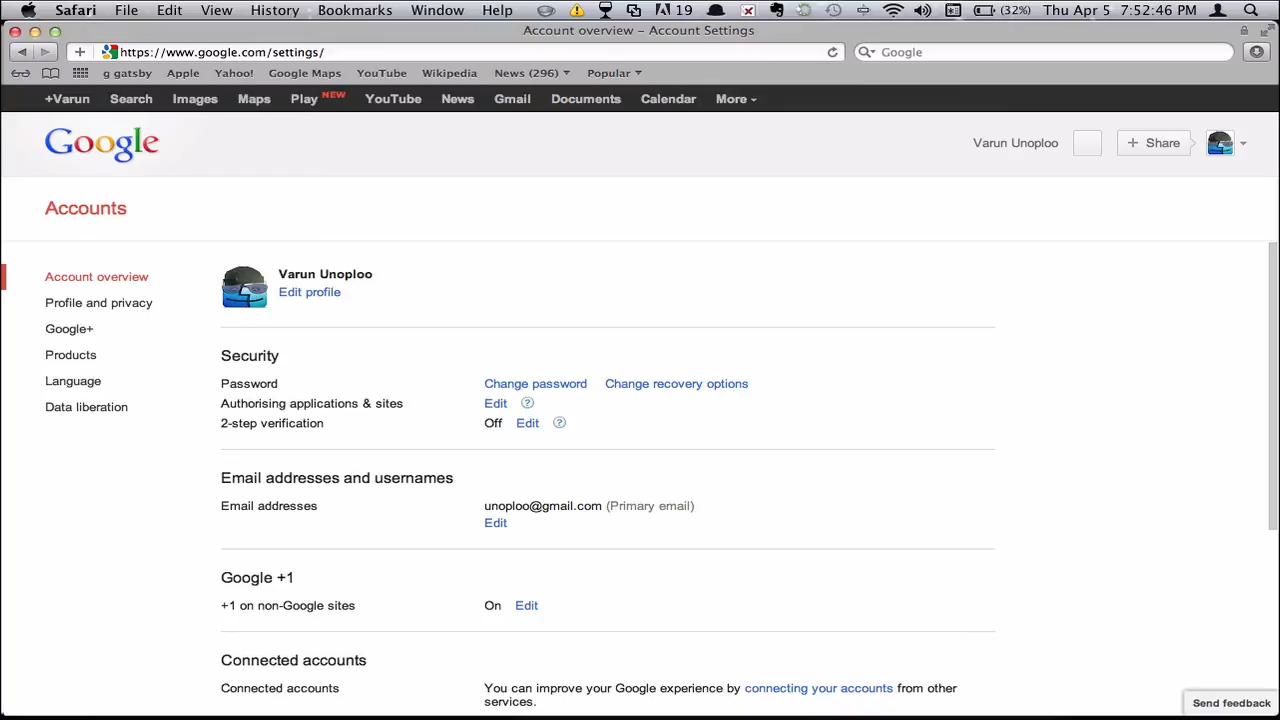 Safari File Edit View History Bookmarks Window Help 19 (32%) Thu Apr 5 7:52:46 PM
Account overview – Account Settings
https://www.google.com/settings/ Google
g gatsby Apple Yahoo! Google Maps YouTube Wikipedia News (296) Popular
+Varun Search Images Maps Play NEW YouTube News Gmail Documents Calendar More
Google Varun Unoploo + Share
Accounts
Account overview
Profile and privacy
Google+
Products
Language
Data liberation
Varun Unoploo
Edit profile
Security
Password Change password Change recovery options
Authorising applications & sites Edit ?
2-step verification Off Edit ?
Email addresses and usernames
Email addresses unoploo@gmail.com (Primary email)
Edit
Google +1
+1 on non-Google sites On Edit
Connected accounts
Connected accounts You can improve your Google experience by connecting your accounts from other
services.
Send feedback